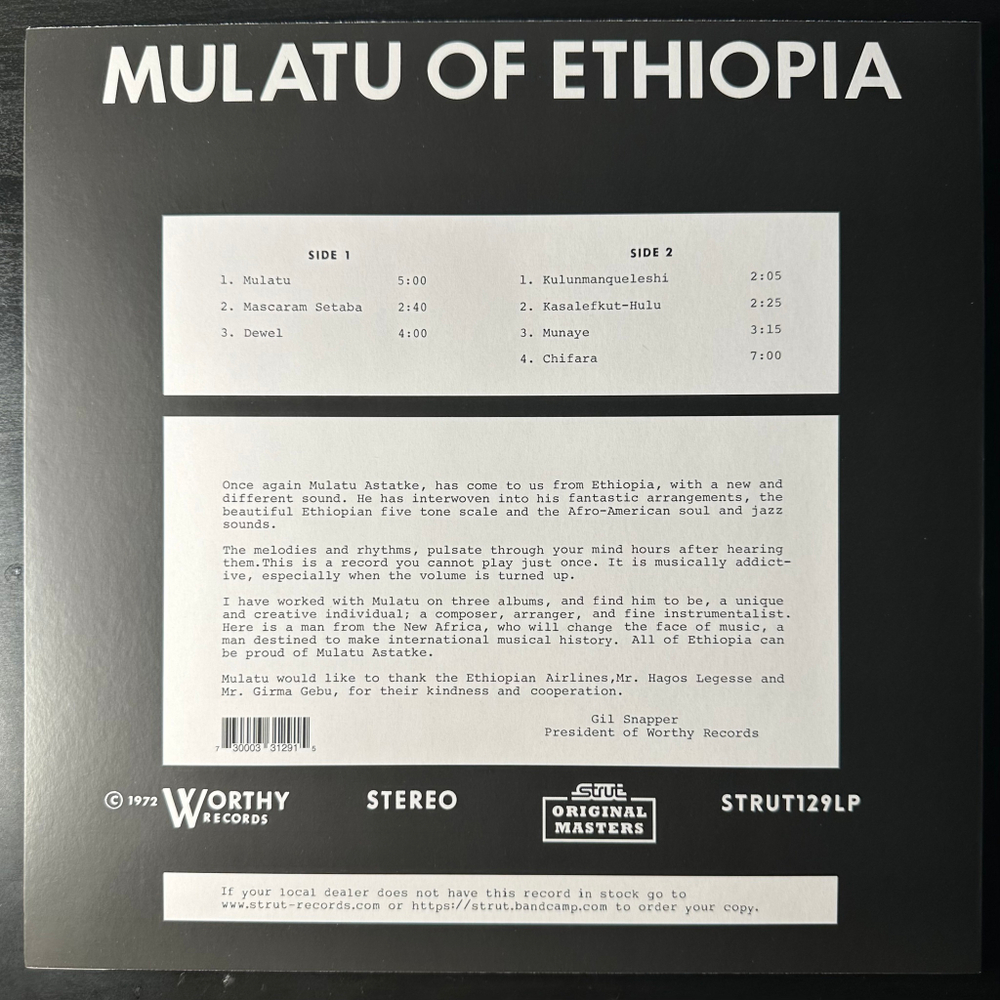 MULATU OF ETHIOPIA
SIDE 1
1. Mulatu 5:00
2. Mascaram Setaba 2:40
3. Dewel 4:00
SIDE 2
1. Kulunmanqueleshi 2:05
2. Kasalefkut-Hulu 2:25
3. Munaye 3:15
4. Chifara 7:00
Once again Mulatu Astatke, has come to us from Ethiopia, with a new and
different sound. He has interwoven into his fantastic arrangements, the
beautiful Ethiopian five tone scale and the Afro-American soul and jazz
sounds.
The melodies and rhythms, pulsate through your mind hours after hearing
them.This is a record you cannot play just once. It is musically addict-
ive, especially when the volume is turned up.
I have worked with Mulatu on three albums, and find him to be, a unique
and creative individual; a composer, arranger, and fine instrumentalist.
Here is a man from the New Africa, who will change the face of music, a
man destined to make international musical history. All of Ethiopia can
be proud of Mulatu Astatke.
Mulatu would like to thank the Ethiopian Airlines,Mr. Hagos Legesse and
Mr. Girma Gebu, for their kindness and cooperation.
Gil Snapper
President of Worthy Records
7 30003 31291 5
© 1972 WORTHY
RECORDS
STEREO
Strut
ORIGINAL
MASTERS
STRUT129LP
If your local dealer does not have this record in stock go to
www.strut-records.com or https://strut.bandcamp.com to order your copy.